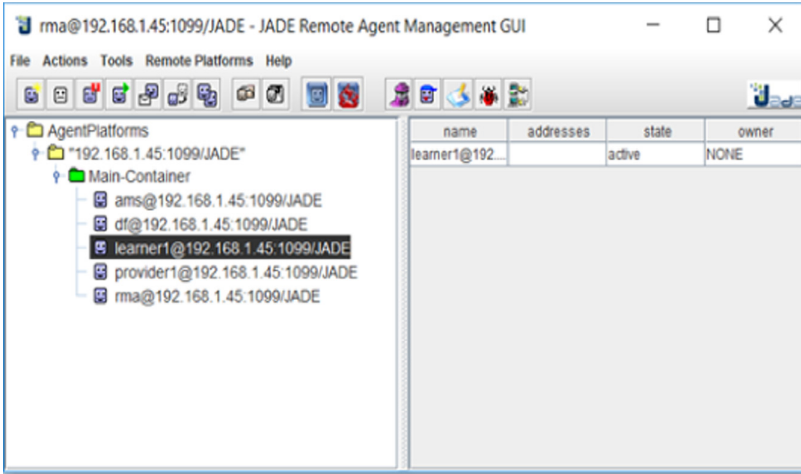 rma@192.168.1.45:1099/JADE - JADE Remote Agent Management GUI
File Actions Tools Remote Platforms Help
Jade
AgentPlatforms
"192.168.1.45:1099/JADE"
Main-Container
ams@192.168.1.45:1099/JADE
df@192.168.1.45:1099/JADE
learner1@192.168.1.45:1099/JADE
provider1@192.168.1.45:1099/JADE
rma@192.168.1.45:1099/JADE
name addresses state owner
learner1@192... active NONE